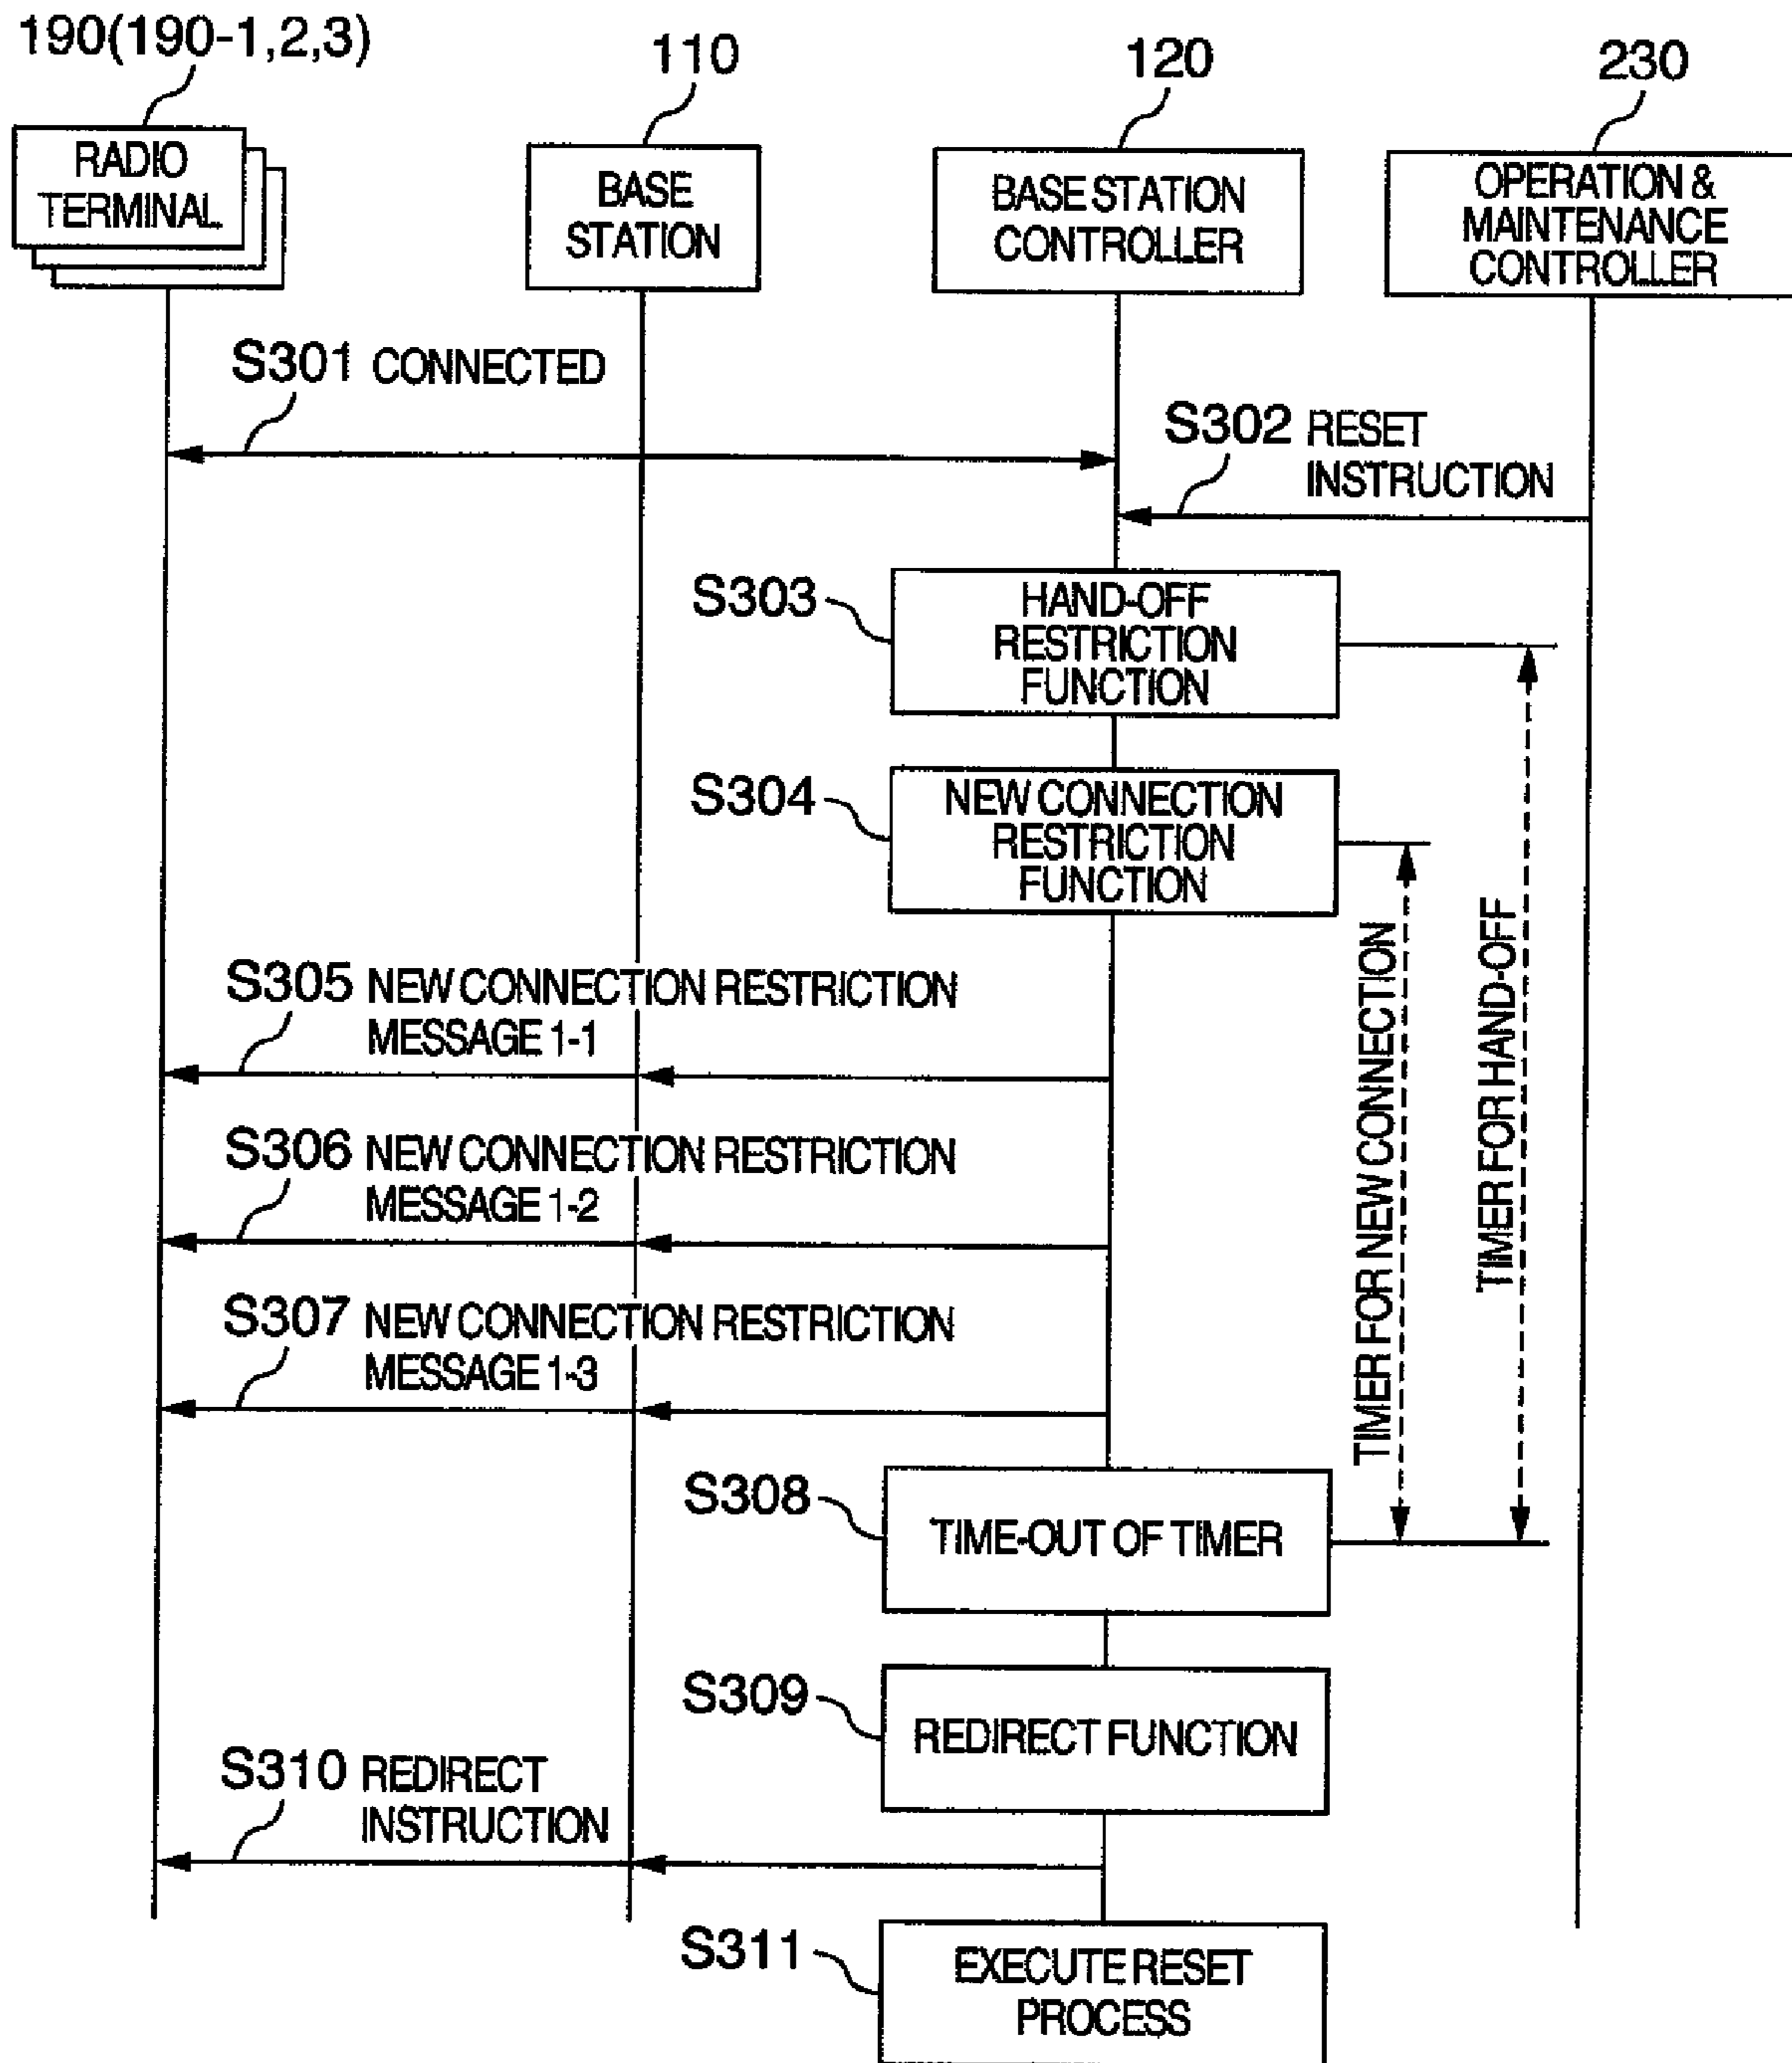 190(190-1,2,3)
110
120
230
RADIO
TERMINAL
BASE
STATION
BASE STATION
CONTROLLER
OPERATION &
MAINTENANCE
CONTROLLER
S301 CONNECTED
S302 RESET
INSTRUCTION
S303
HAND-OFF
RESTRICTION
FUNCTION
S304
NEW CONNECTION
RESTRICTION
FUNCTION
TIMER FOR NEW CONNECTION
TIMER FOR HAND-OFF
S305 NEW CONNECTION RESTRICTION
MESSAGE 1-1
S306 NEW CONNECTION RESTRICTION
MESSAGE 1-2
S307 NEW CONNECTION RESTRICTION
MESSAGE 1-3
S308
TIME-OUT OF TIMER
S309
REDIRECT FUNCTION
S310 REDIRECT
INSTRUCTION
S311
EXECUTE RESET
PROCESS